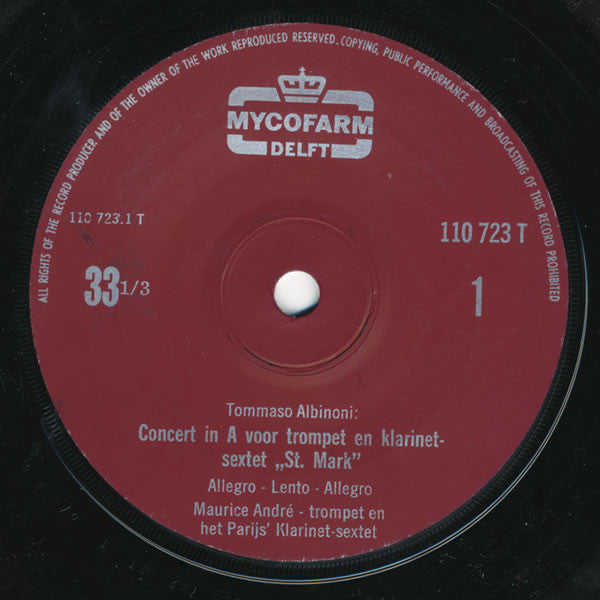 ALL RIGHTS OF THE RECORD PRODUCER AND OF THE OWNER OF THE WORK REPRODUCED RESERVED. COPYING, PUBLIC PERFORMANCE AND BROADCASTING OF THIS RECORD PROHIBITED
MYCOFARM
DELFT
110 723.1 T
110 723 T
33 1/3
1
Tommaso Albinoni:
Concert in A voor trompet en klarinet-
sextet „St. Mark”
Allegro - Lento - Allegro
Maurice André - trompet en
het Parijs' Klarinet-sextet